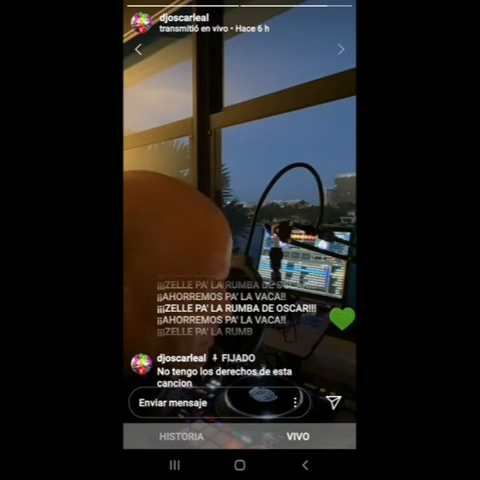 djoscarleal
transmitió en vivo • Hace 6 h
¡¡¡ZELLE PA' LA RUMBA DE OSCAR!!!
¡¡AHORREMOS PA' LA VACA!!
¡¡¡ZELLE PA' LA RUMBA DE OSCAR!!!
¡¡AHORREMOS PA' LA VACA!!
¡¡¡ZELLE PA' LA RUMB
djoscarleal FIJADO
No tengo los derechos de esta
cancion
Enviar mensaje
HISTORIA VIVO